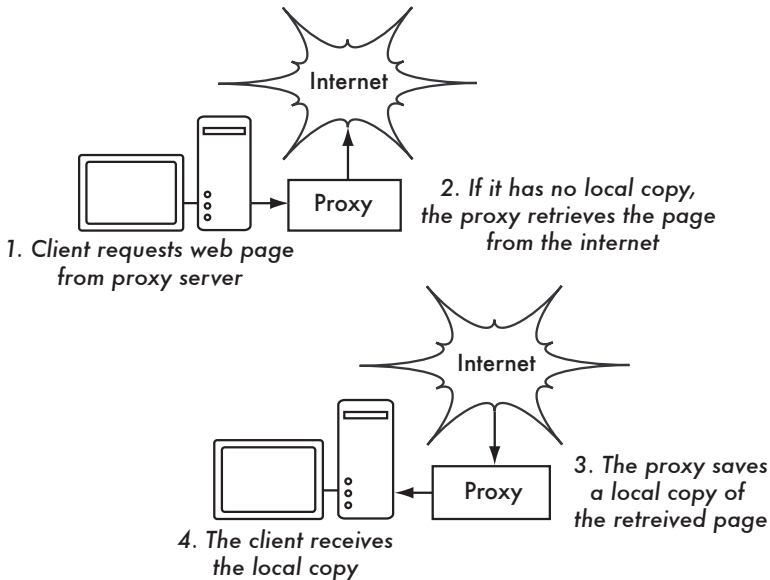 Internet
Proxy
1. Client requests web page
from proxy server
2. If it has no local copy,
the proxy retrieves the page
from the internet
Internet
Proxy
3. The proxy saves
a local copy of
the retreived page
4. The client receives
the local copy